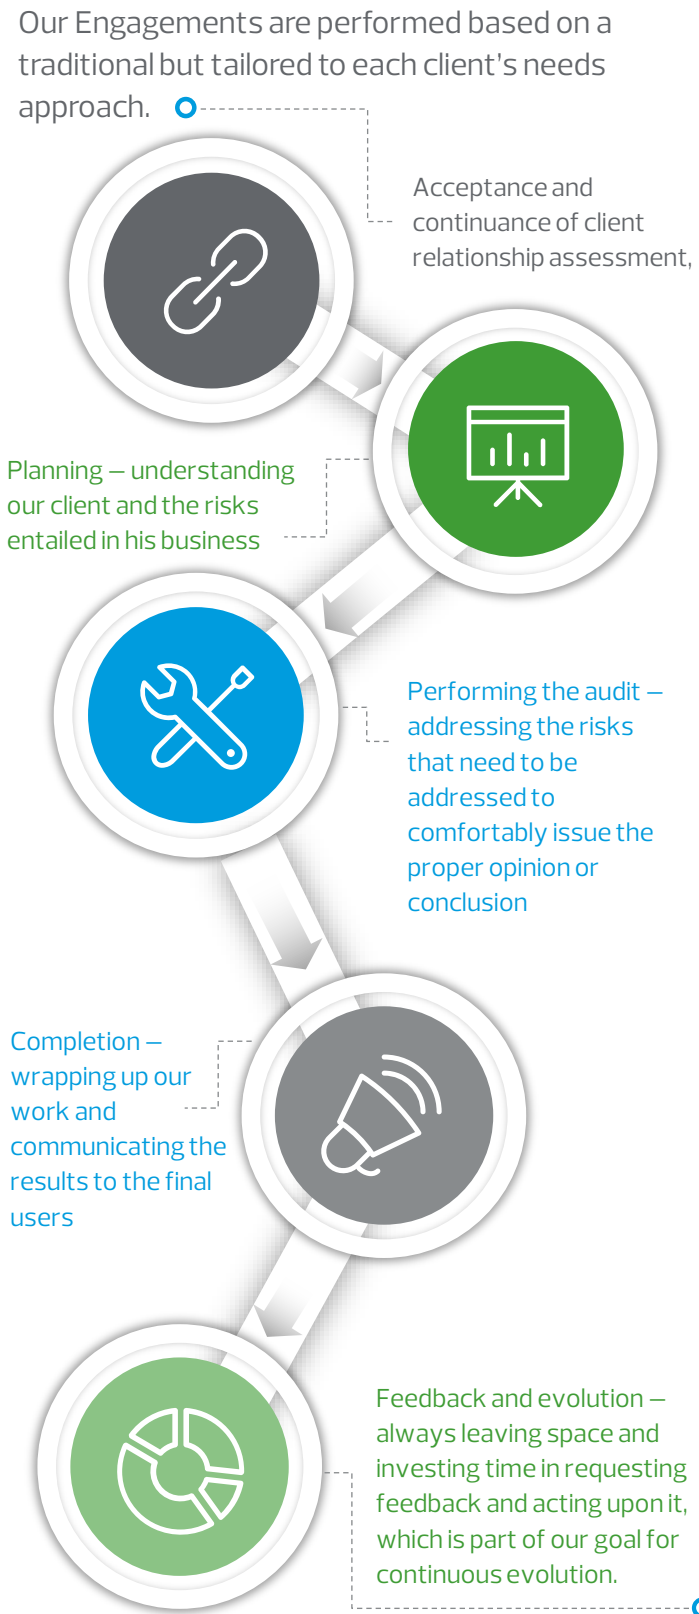 Our Engagements are performed based on a
traditional but tailored to each client's needs
approach.
Acceptance and
continuance of client
relationship assessment,
Planning – understanding
our client and the risks
entailed in his business
Performing the audit –
addressing the risks
that need to be
addressed to
comfortably issue the
proper opinion or
conclusion
Completion –
wrapping up our
work and
communicating the
results to the final
users
Feedback and evolution –
always leaving space and
investing time in requesting
feedback and acting upon it,
which is part of our goal for
continuous evolution.